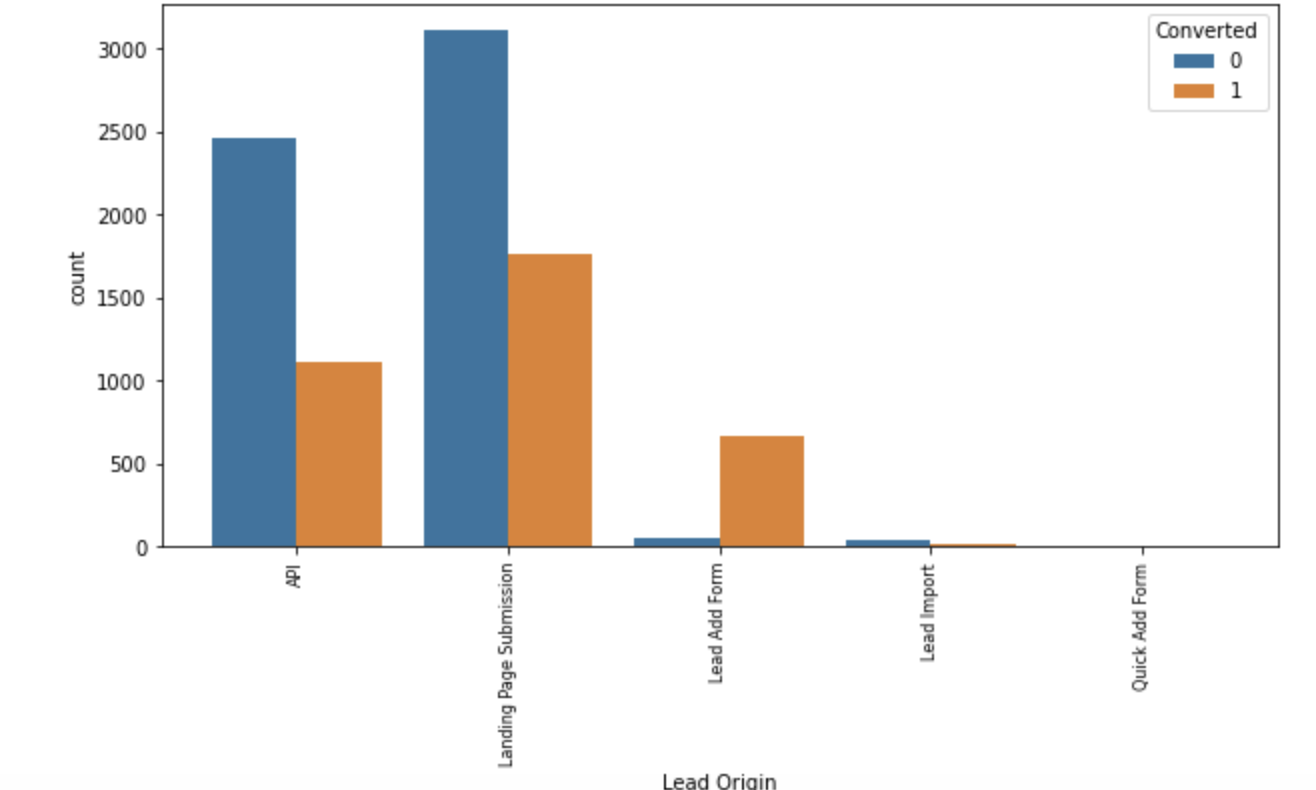 Converted
0
1
3000
2500
2000
1500
1000
500
0
count
API
Landing Page Submission
Lead Add Form
Lead Import
Quick Add Form
Lead Origin